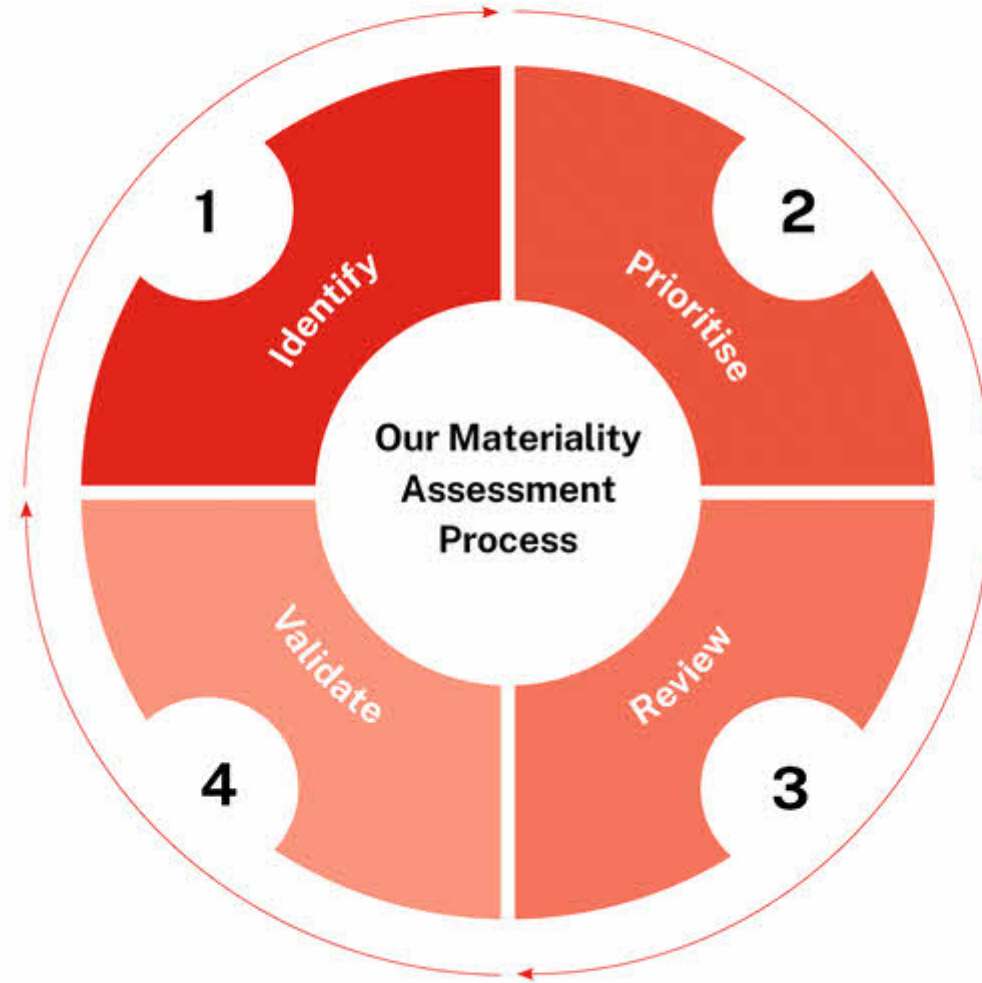 Our Materiality
Assessment
Process
1
Identify
2
Prioritise
3
Review
4
Validate